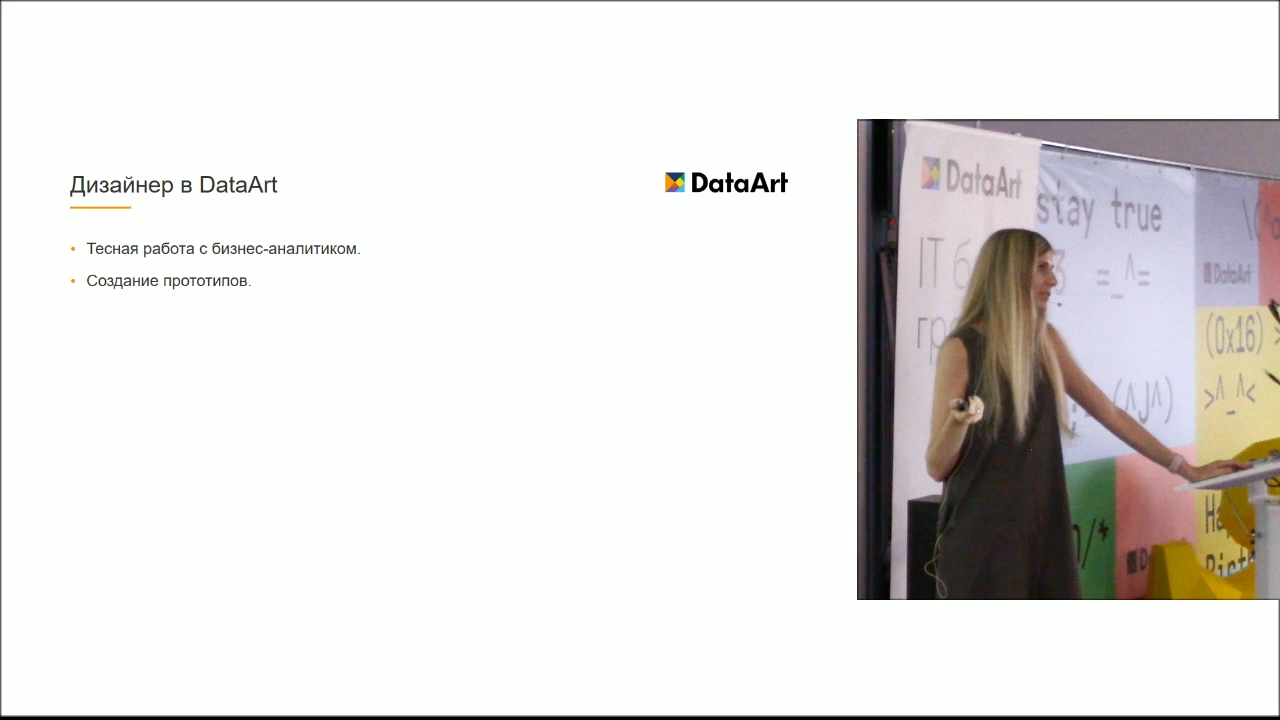 Дизайнер в DataArt
DataArt
• Тесная работа с бизнес-аналитиком.
• Создание прототипов.
DataArt
stay true
IT
=_^=
DataArt
(0x16) >
>^_^<
(^J^)